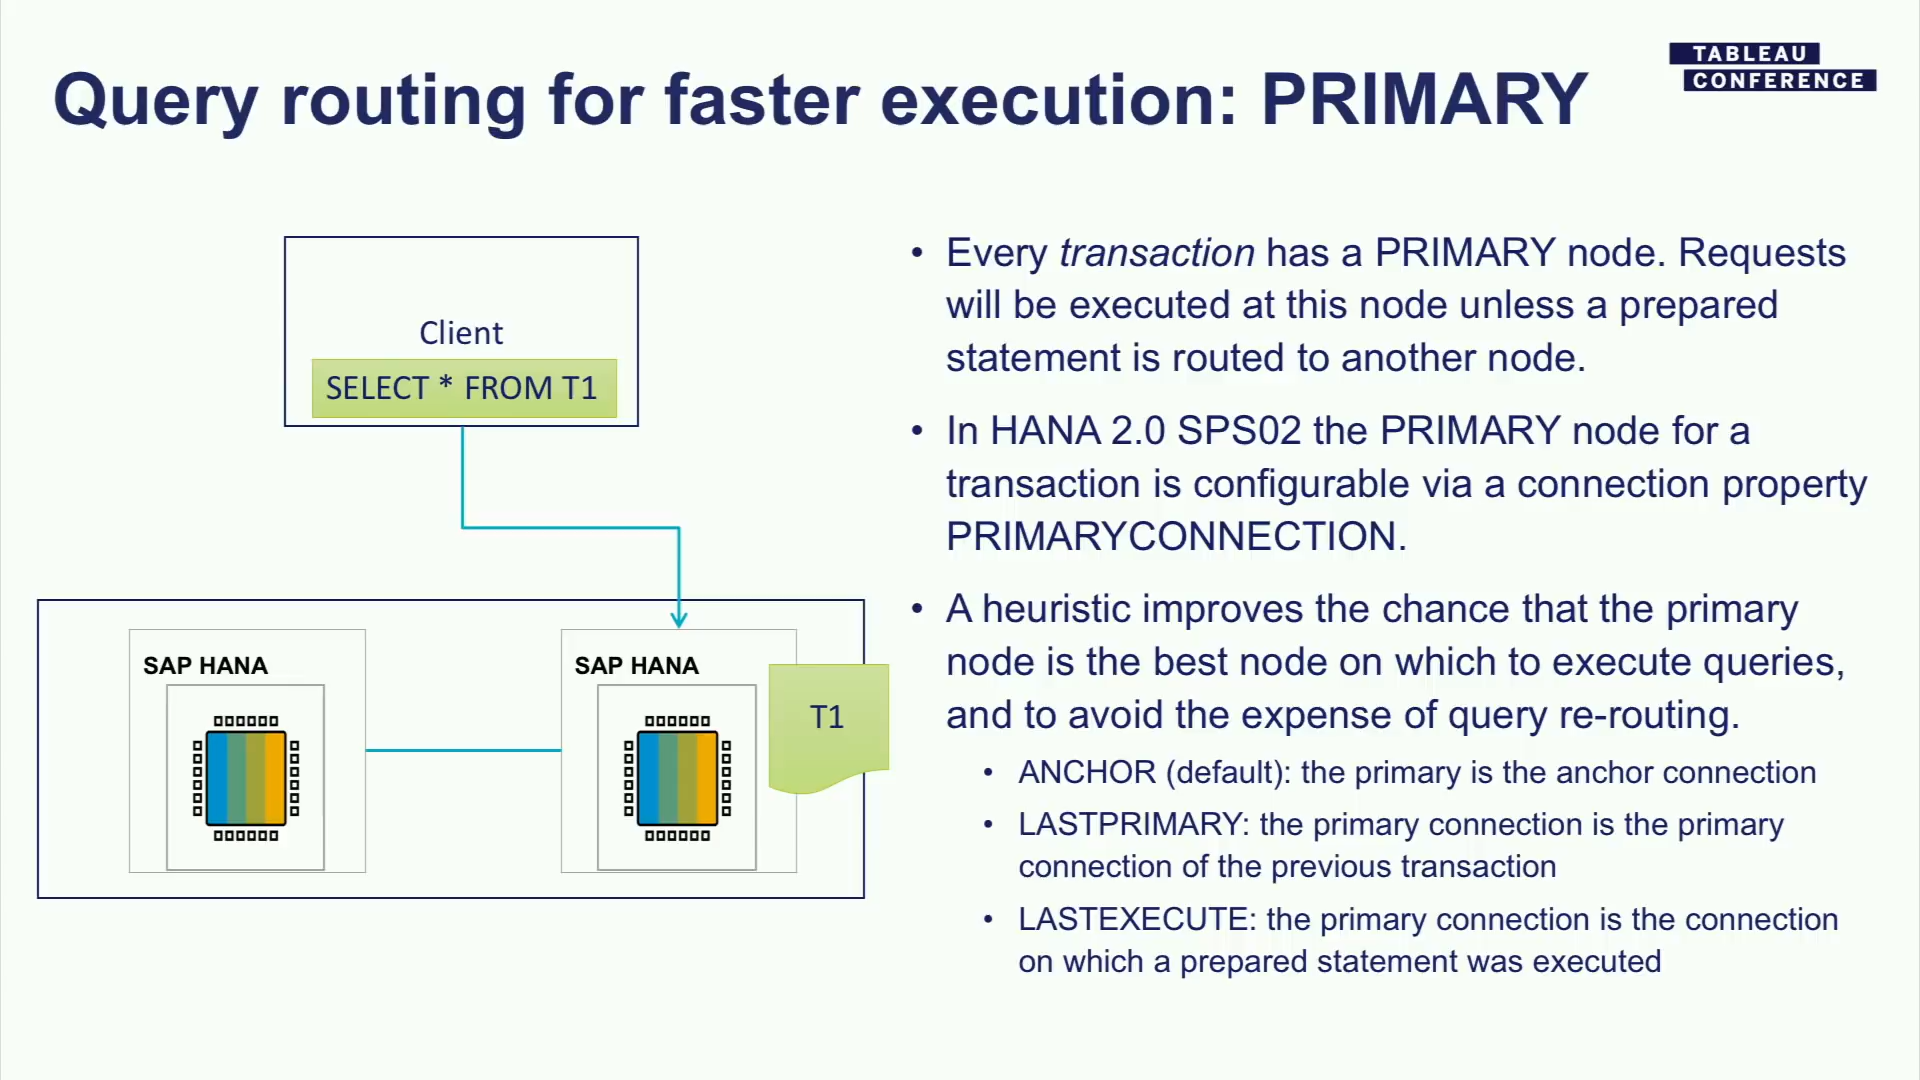 Query routing for faster execution: PRIMARY
TABLEAU
CONFERENCE
Client
SELECT * FROM T1
SAP HANA
SAP HANA
T1
• Every transaction has a PRIMARY node. Requests
will be executed at this node unless a prepared
statement is routed to another node.
• In HANA 2.0 SPS02 the PRIMARY node for a
transaction is configurable via a connection property
PRIMARYCONNECTION.
• A heuristic improves the chance that the primary
node is the best node on which to execute queries,
and to avoid the expense of query re-routing.
• ANCHOR (default): the primary is the anchor connection
• LASTPRIMARY: the primary connection is the primary
connection of the previous transaction
• LASTEXECUTE: the primary connection is the connection
on which a prepared statement was executed